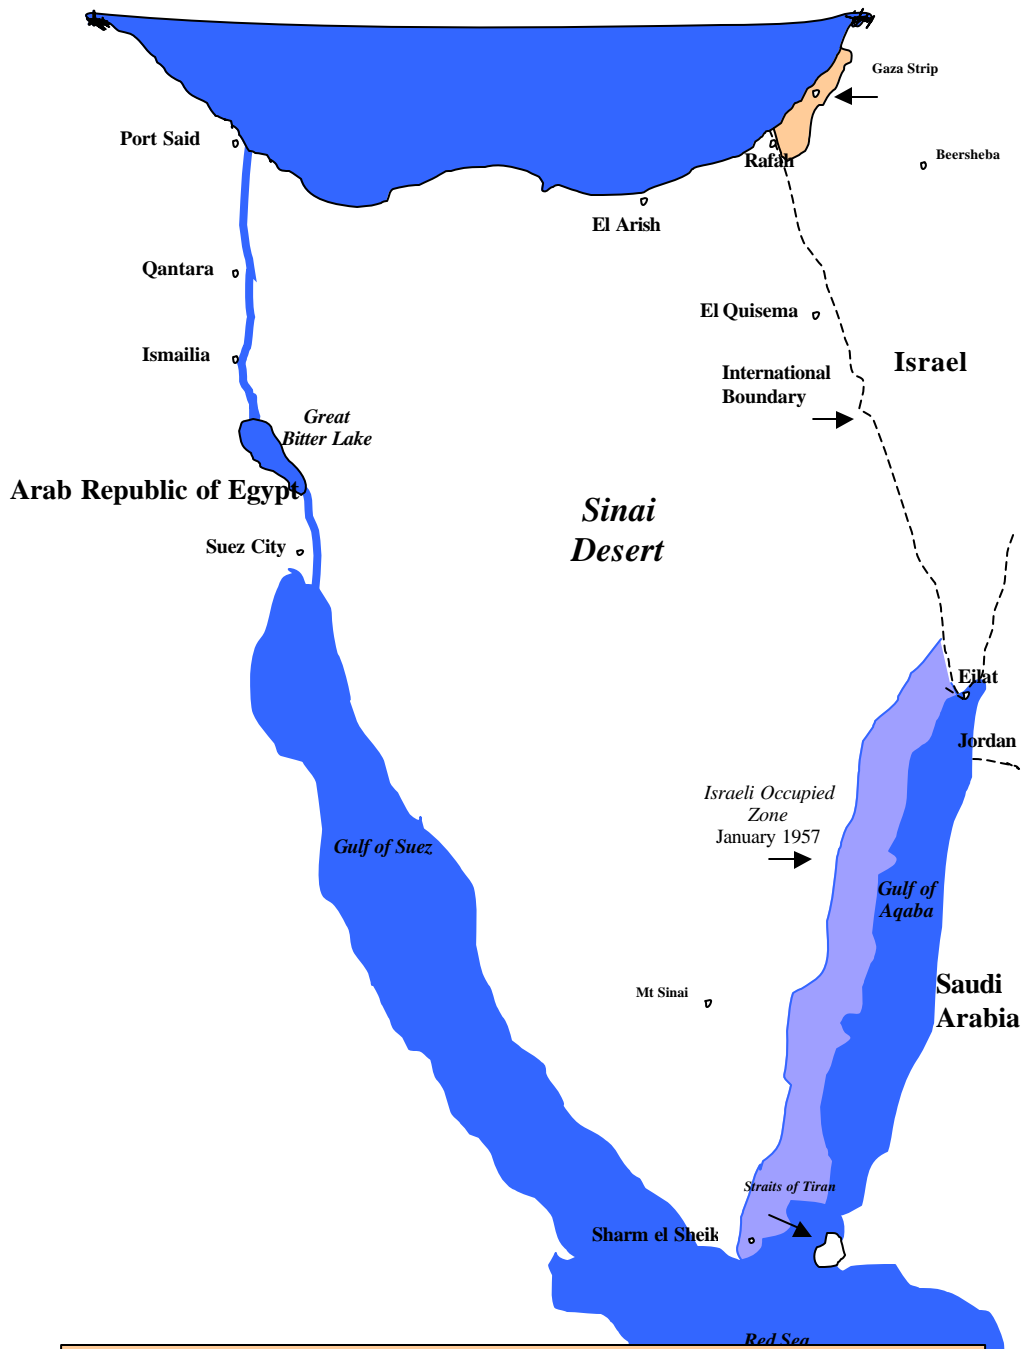 Gaza Strip
Port Said
Rafah
Beersheba
El Arish
Qantara
El Quisema
Ismailia
Israel
International
Boundary
Great
Bitter Lake
Arab Republic of Egypt
Sinai
Desert
Suez City
Eilat
Jordan
Israeli Occupied
Zone
January 1957
Gulf of Suez
Gulf of
Aqaba
Mt Sinai
Saudi
Arabia
Straits of Tiran
Sharm el Sheik
Red Sea